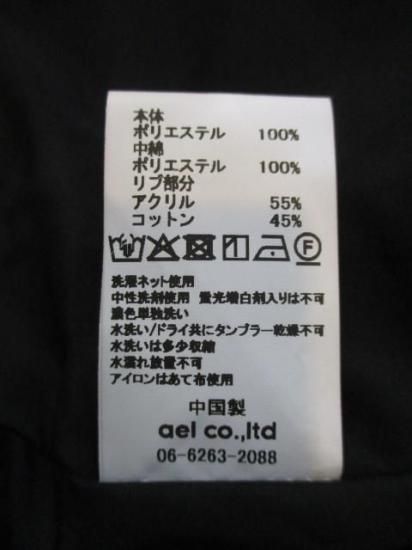 本体
ポリエステル 100%
中綿
ポリエステル 100%
リブ部分
アクリル 55%
コットン 45%
F
洗濯ネット使用
中性洗剤使用 蛍光増白剤入りは不可
濃色単独洗い
水洗い/ドライ共にタンブラー乾燥不可
水洗いは多少収縮
水濡れ放置不可
アイロンはあて布使用
中国製
ael co.,ltd
06-6263-2088